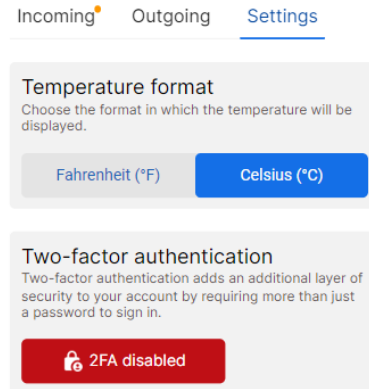 Incoming Outgoing Settings
Temperature format
Choose the format in which the temperature will be
displayed.
Fahrenheit (°F) Celsius (°C)
Two-factor authentication
Two-factor authentication adds an additional layer of
security to your account by requiring more than just
a password to sign in.
2FA disabled